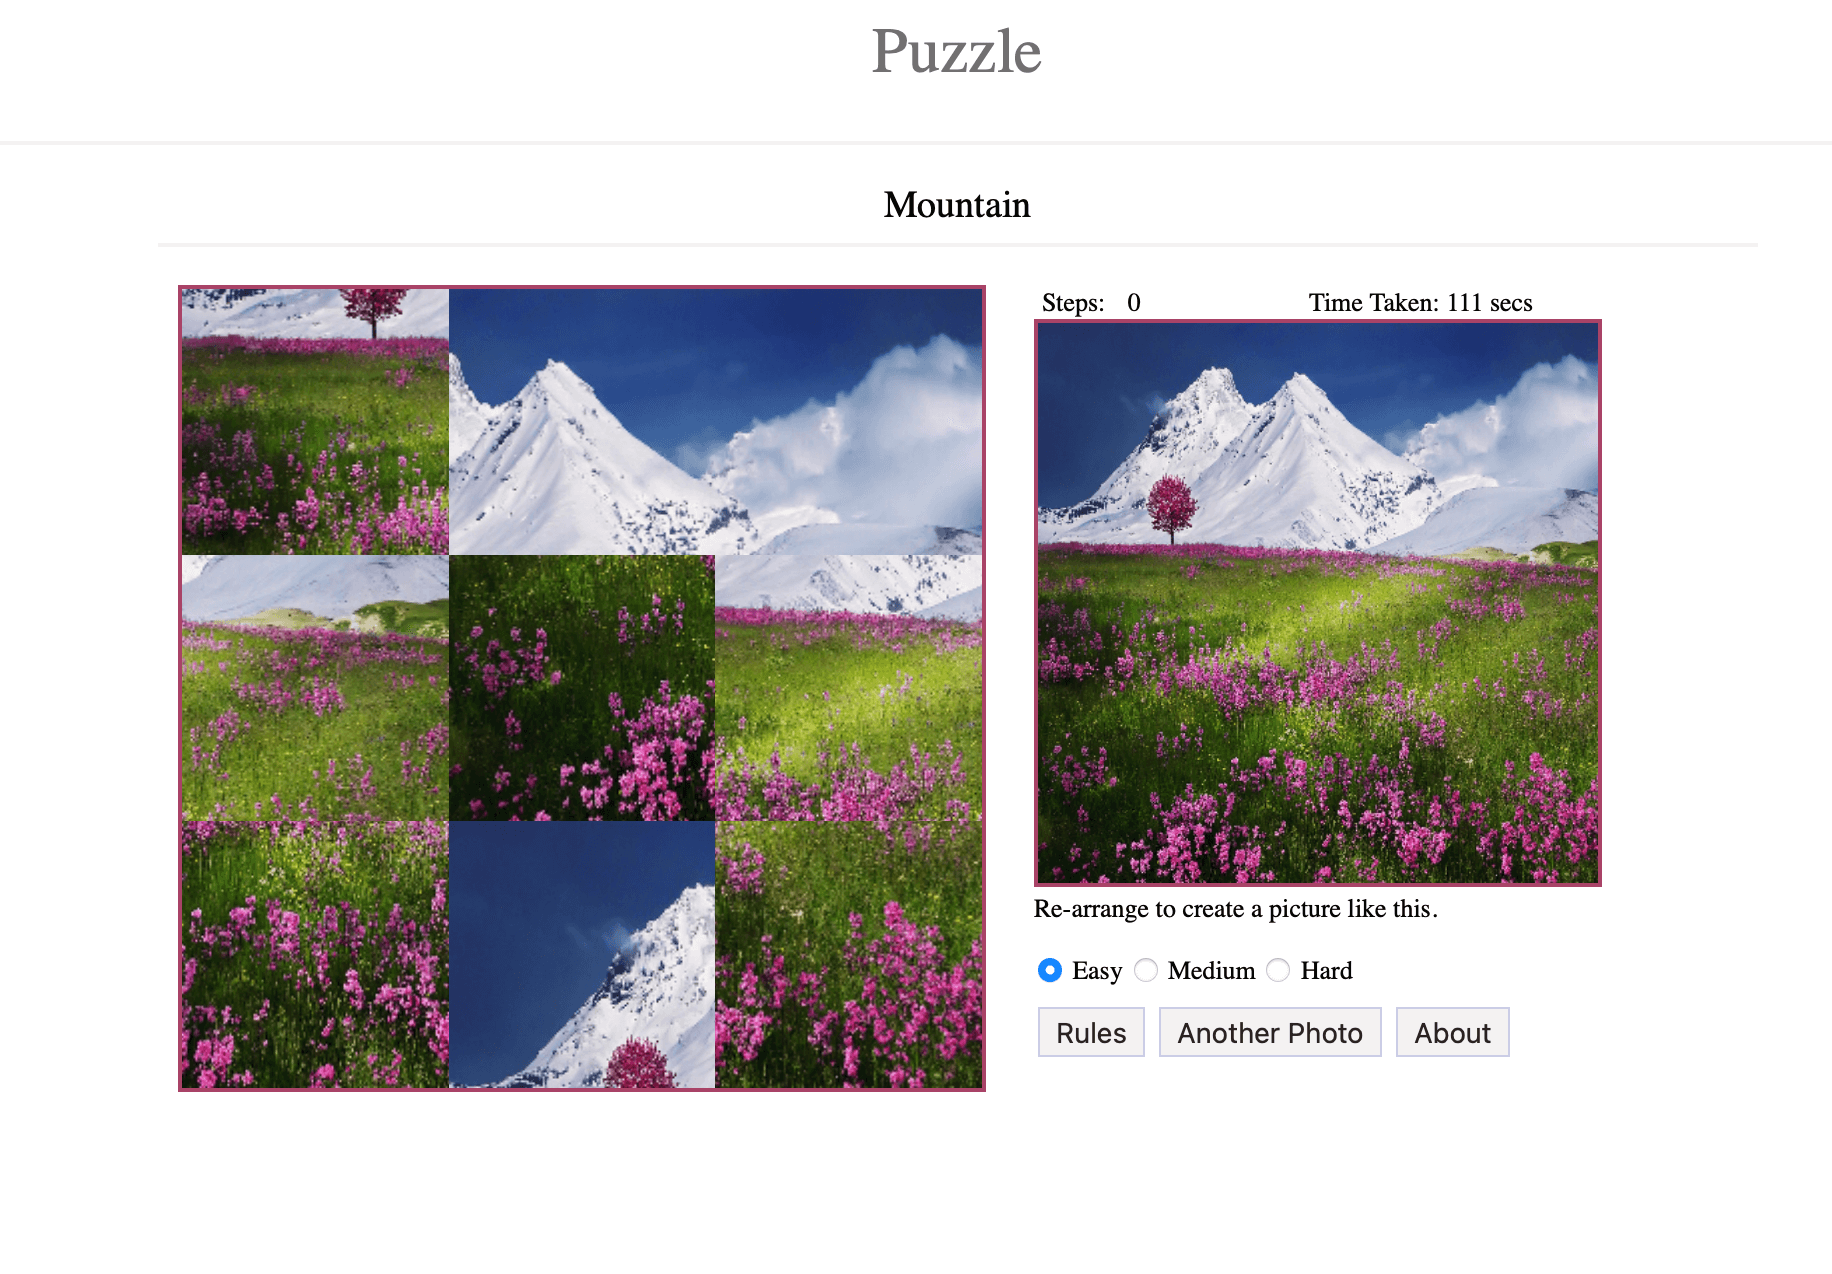 Puzzle
Mountain
Steps: 0 Time Taken: 111 secs
Re-arrange to create a picture like this.
Easy Medium Hard
Rules Another Photo About